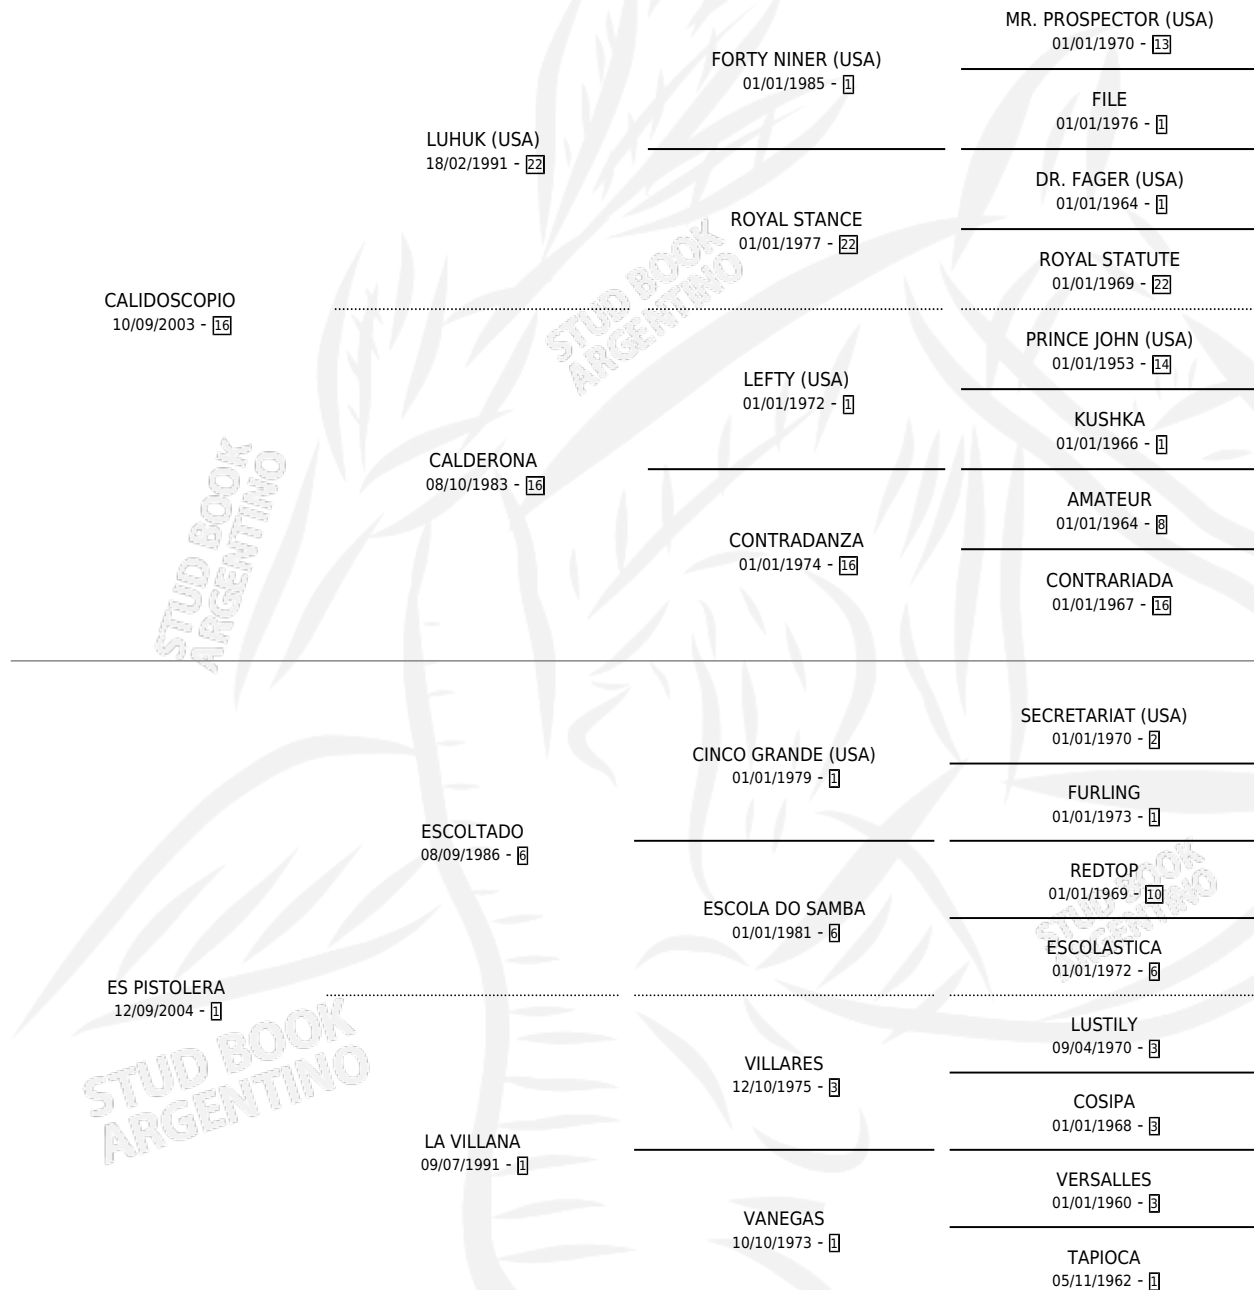 MR. PROSPECTOR (USA)
01/01/1970 - 13
FORTY NINER (USA)
01/01/1985 - 1
FILE
01/01/1976 - 1
LUHUK (USA)
18/02/1991 - 22
DR. FAGER (USA)
01/01/1964 - 1
ROYAL STANCE
01/01/1977 - 22
ROYAL STATUTE
01/01/1969 - 22
CALIDOSCOPIO
10/09/2003 - 16
PRINCE JOHN (USA)
01/01/1953 - 14
LEFTY (USA)
01/01/1972 - 1
KUSHKA
01/01/1966 - 1
CALDERONA
08/10/1983 - 16
AMATEUR
01/01/1964 - 8
CONTRADANZA
01/01/1974 - 16
CONTRARIADA
01/01/1967 - 16
SECRETARIAT (USA)
01/01/1970 - 2
CINCO GRANDE (USA)
01/01/1979 - 1
FURLING
01/01/1973 - 1
ESCOLTADO
08/09/1986 - 6
REDTOP
01/01/1969 - 10
ESCOLA DO SAMBA
01/01/1981 - 6
ESCOLASTICA
01/01/1972 - 6
ES PISTOLERA
12/09/2004 - 1
LUSTILY
09/04/1970 - 3
VILLARES
12/10/1975 - 3
COSIPA
01/01/1968 - 3
LA VILLANA
09/07/1991 - 1
VERSALLES
01/01/1960 - 3
VANEGAS
10/10/1973 - 1
TAPIOCA
05/11/1962 - 1
STUD BOOK
ARGENTINO
STUD BOOK
ARGENTINO
STUD BOOK
ARGENTINO
STUD BOOK
ARGENTINO